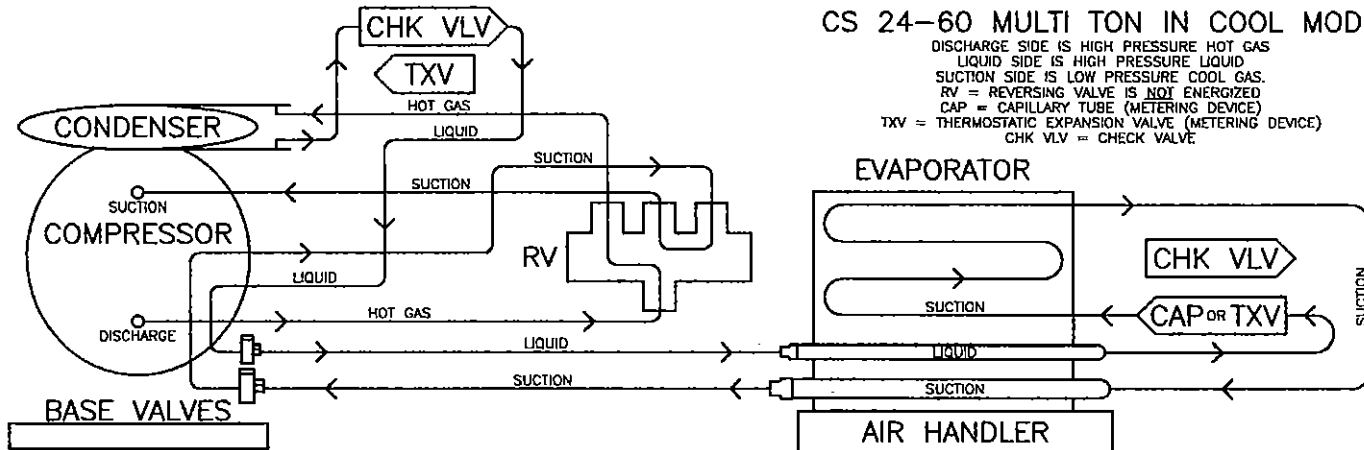 CS 24-60 MULTI TON IN COOL MOD
DISCHARGE SIDE IS HIGH PRESSURE HOT GAS
LIQUID SIDE IS HIGH PRESSURE LIQUID
SUCTION SIDE IS LOW PRESSURE COOL GAS.
RV = REVERSING VALVE IS NOT ENERGIZED
CAP = CAPILLARY TUBE (METERING DEVICE)
TXV = THERMOSTATIC EXPANSION VALVE (METERING DEVICE)
CHK VLV = CHECK VALVE
CHK VLV
TXV
HOT GAS
CONDENSER
LIQUID
SUCTION
SUCTION
SUCTION
COMPRESSOR
RV
LIQUID
DISCHARGE
HOT GAS
LIQUID
SUCTION
BASE VALVES
EVAPORATOR
CHK VLV
SUCTION
SUCTION
CAP OR TXV
LIQUID
SUCTION
AIR HANDLER